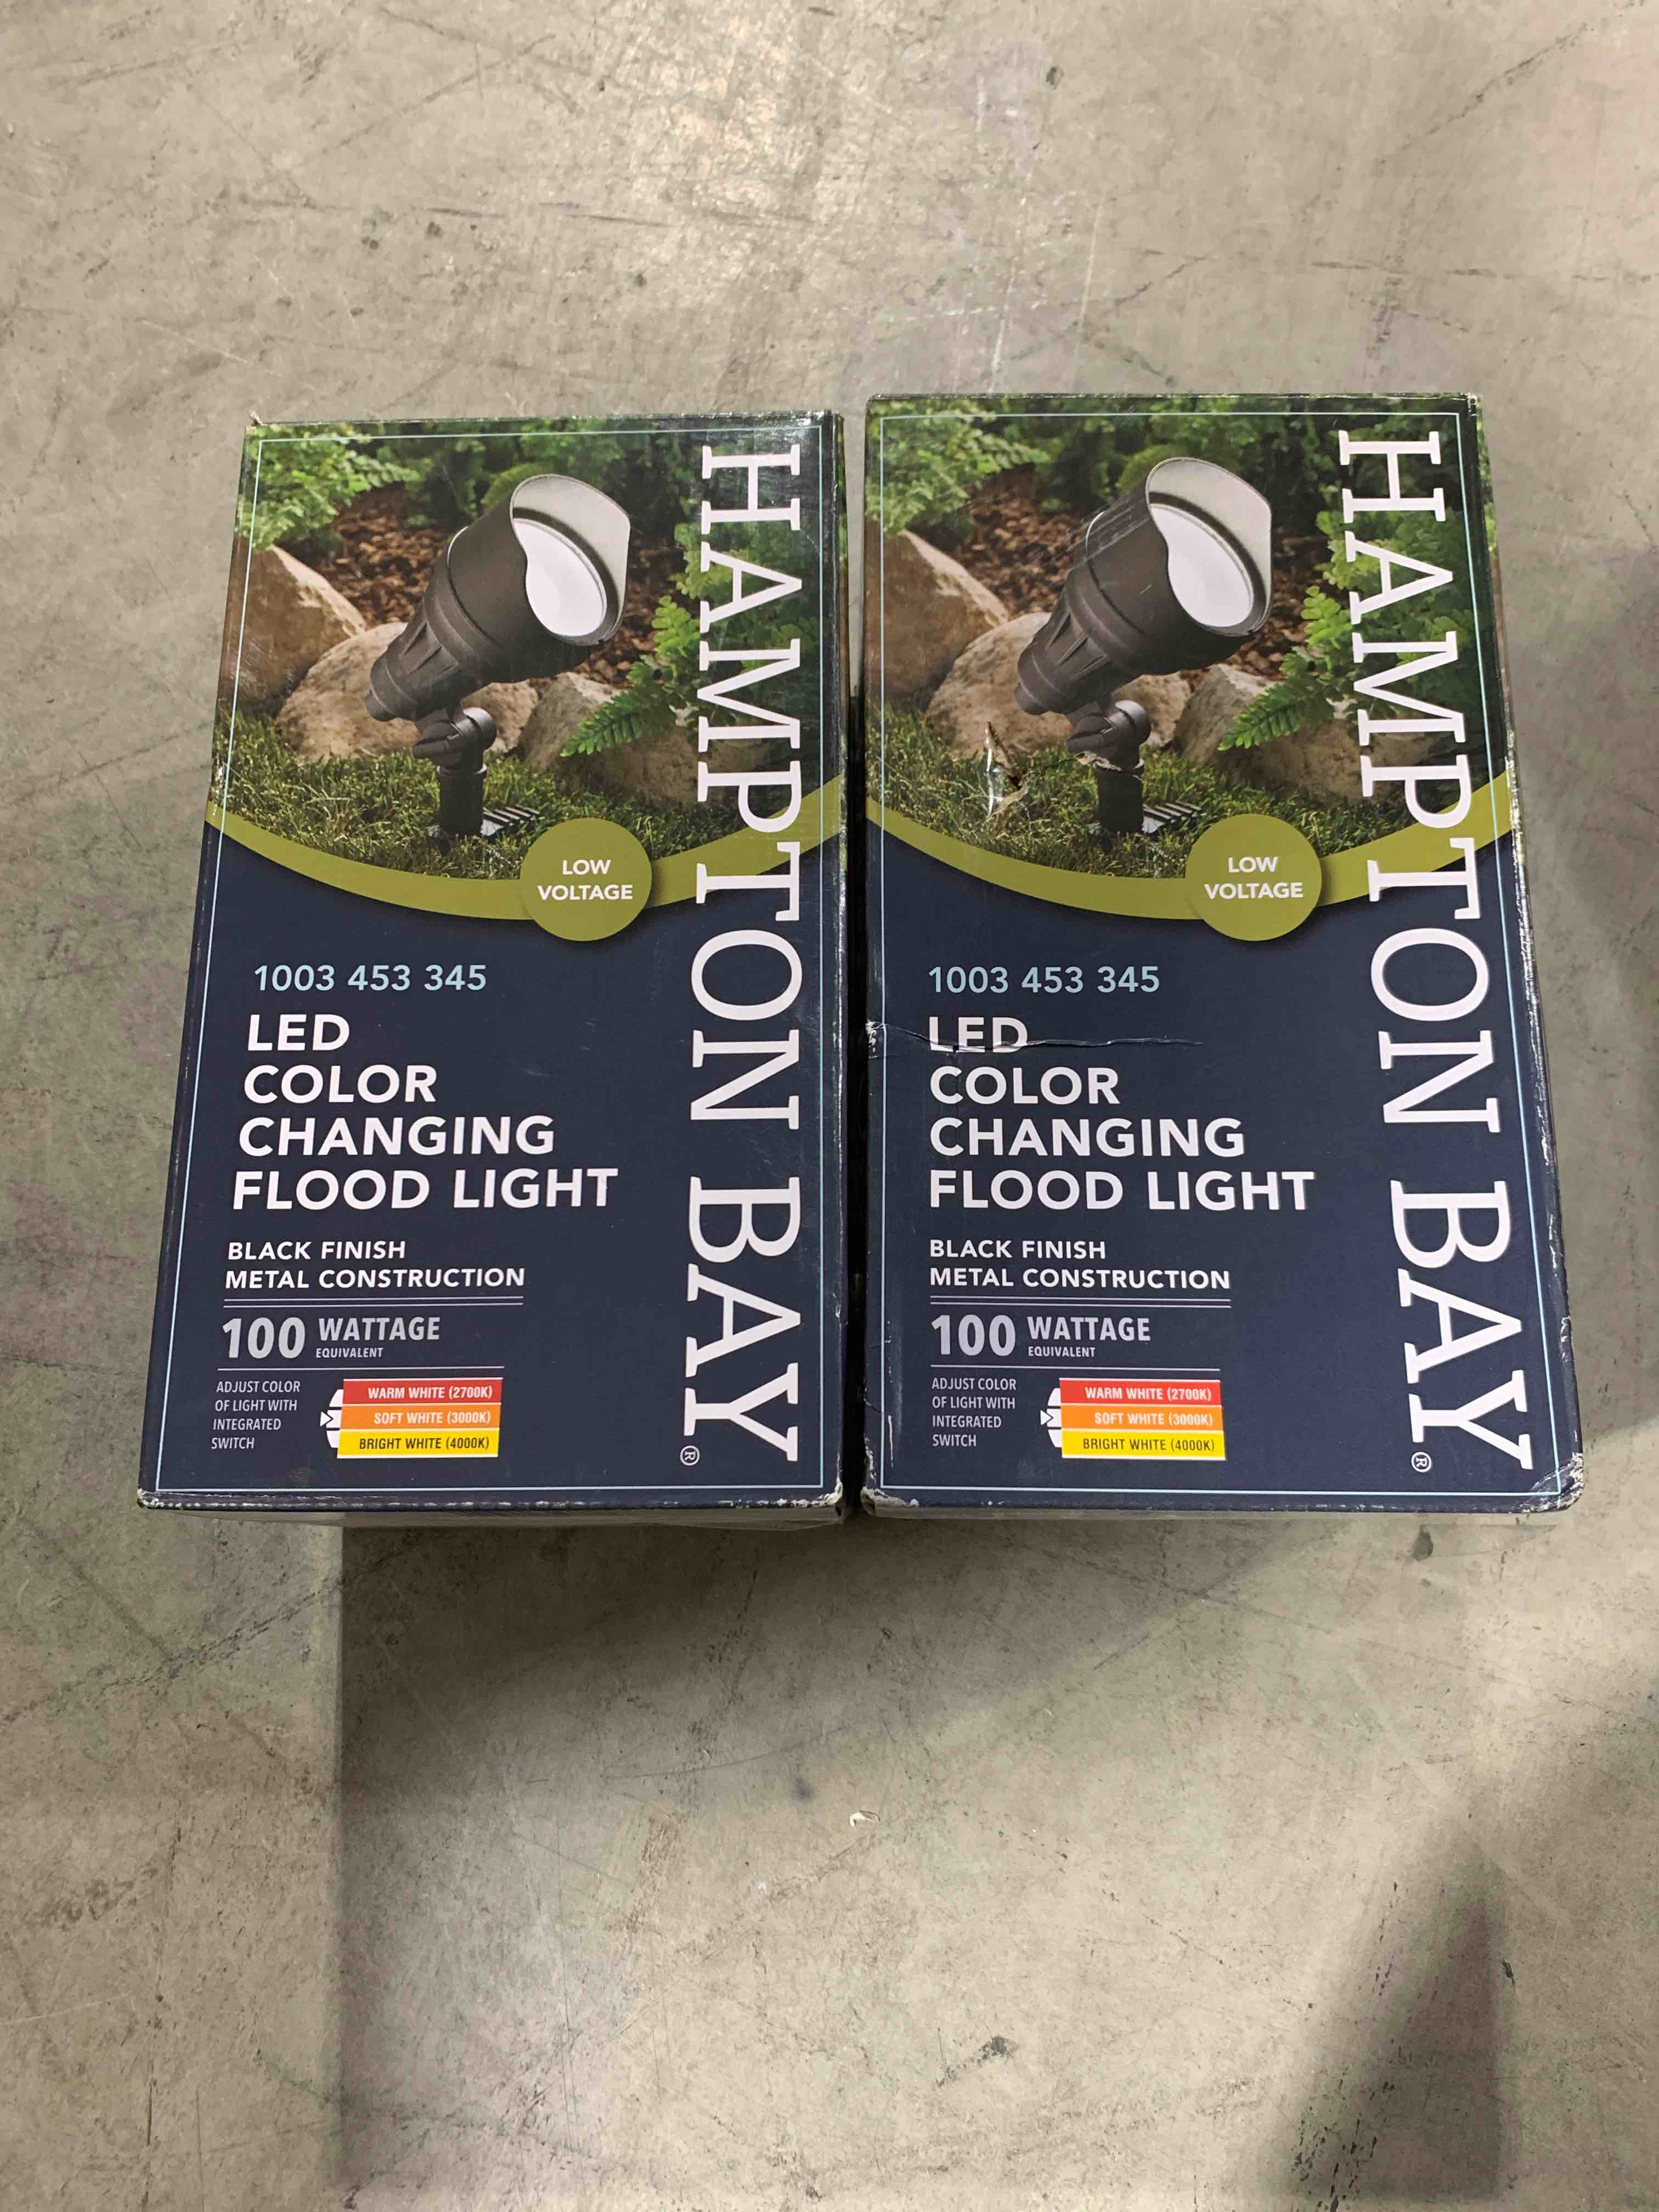 HAMPTON BAY®
LOW
VOLTAGE
1003 453 345
LED
COLOR
CHANGING
FLOOD LIGHT
BLACK FINISH
METAL CONSTRUCTION
100 WATTAGE
EQUIVALENT
ADJUST COLOR
OF LIGHT WITH
INTEGRATED
SWITCH
WARM WHITE (2700K)
SOFT WHITE (3000K)
BRIGHT WHITE (4000K)
HAMPTON BAY®
LOW
VOLTAGE
1003 453 345
LED
COLOR
CHANGING
FLOOD LIGHT
BLACK FINISH
METAL CONSTRUCTION
100 WATTAGE
EQUIVALENT
ADJUST COLOR
OF LIGHT WITH
INTEGRATED
SWITCH
WARM WHITE (2700K)
SOFT WHITE (3000K)
BRIGHT WHITE (4000K)